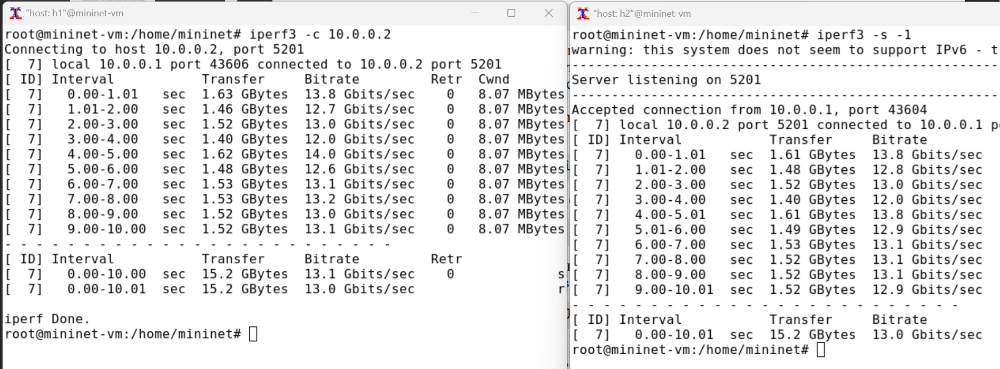 "host: h1"@mininet-vm
root@mininet-vm:/home/mininet# iperf3 -c 10.0.0.2
Connecting to host 10.0.0.2, port 5201
[  7] local 10.0.0.1 port 43606 connected to 10.0.0.2 port 5201
[ ID] Interval           Transfer     Bitrate         Retr  Cwnd
[  7]   0.00-1.01   sec  1.63 GBytes  13.8 Gbits/sec    0   8.07 MBytes
[  7]   1.01-2.00   sec  1.46 GBytes  12.7 Gbits/sec    0   8.07 MBytes
[  7]   2.00-3.00   sec  1.52 GBytes  13.0 Gbits/sec    0   8.07 MBytes
[  7]   3.00-4.00   sec  1.40 GBytes  12.0 Gbits/sec    0   8.07 MBytes
[  7]   4.00-5.00   sec  1.62 GBytes  14.0 Gbits/sec    0   8.07 MBytes
[  7]   5.00-6.00   sec  1.48 GBytes  12.6 Gbits/sec    0   8.07 MBytes
[  7]   6.00-7.00   sec  1.53 GBytes  13.1 Gbits/sec    0   8.07 MBytes
[  7]   7.00-8.00   sec  1.53 GBytes  13.2 Gbits/sec    0   8.07 MBytes
[  7]   8.00-9.00   sec  1.52 GBytes  13.0 Gbits/sec    0   8.07 MBytes
[  7]   9.00-10.00  sec  1.52 GBytes  13.1 Gbits/sec    0   8.07 MBytes
- - - - - - - - - - - - - - - - - - - - - - - - -
[ ID] Interval           Transfer     Bitrate         Retr
[  7]   0.00-10.00  sec  15.2 GBytes  13.1 Gbits/sec    0
[  7]   0.00-10.01  sec  15.2 GBytes  13.0 Gbits/sec
iperf Done.
root@mininet-vm:/home/mininet#
"host: h2"@mininet-vm
root@mininet-vm:/home/mininet# iperf3 -s -1
warning: this system does not seem to support IPv6 - t
------------------------------------------------------
Server listening on 5201
------------------------------------------------------
Accepted connection from 10.0.0.1, port 43604
[  7] local 10.0.0.2 port 5201 connected to 10.0.0.1
[ ID] Interval           Transfer     Bitrate
[  7]   0.00-1.01   sec  1.61 GBytes  13.8 Gbits/sec
[  7]   1.01-2.00   sec  1.48 GBytes  12.8 Gbits/sec
[  7]   2.00-3.00   sec  1.52 GBytes  13.0 Gbits/sec
[  7]   3.00-4.00   sec  1.40 GBytes  12.0 Gbits/sec
[  7]   4.00-5.01   sec  1.61 GBytes  13.8 Gbits/sec
[  7]   5.01-6.00   sec  1.49 GBytes  12.9 Gbits/sec
[  7]   6.00-7.00   sec  1.53 GBytes  13.1 Gbits/sec
[  7]   7.00-8.00   sec  1.52 GBytes  13.1 Gbits/sec
[  7]   8.00-9.00   sec  1.52 GBytes  13.1 Gbits/sec
[  7]   9.00-10.01  sec  1.52 GBytes  12.9 Gbits/sec
- - - - - - - - - - - - - - - - - - - - - - - - -
[ ID] Interval           Transfer     Bitrate
[  7]   0.00-10.01  sec  15.2 GBytes  13.0 Gbits/sec
root@mininet-vm:/home/mininet#